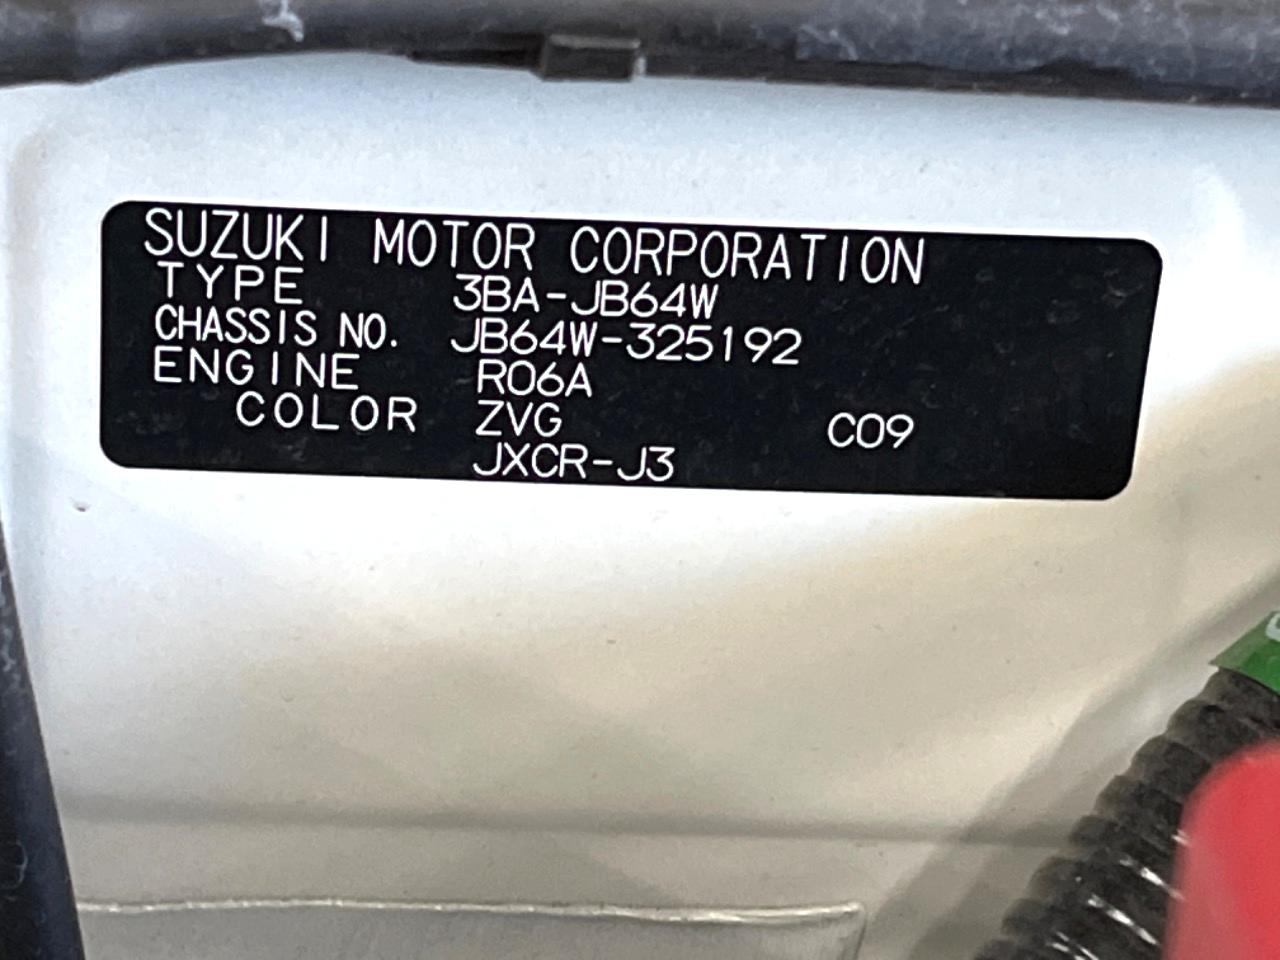 SUZUKI MOTOR CORPORATION
TYPE 3BA-JB64W
CHASSIS NO. JB64W-325192
ENGINE R06A
COLOR ZVG C09
JXCR-J3